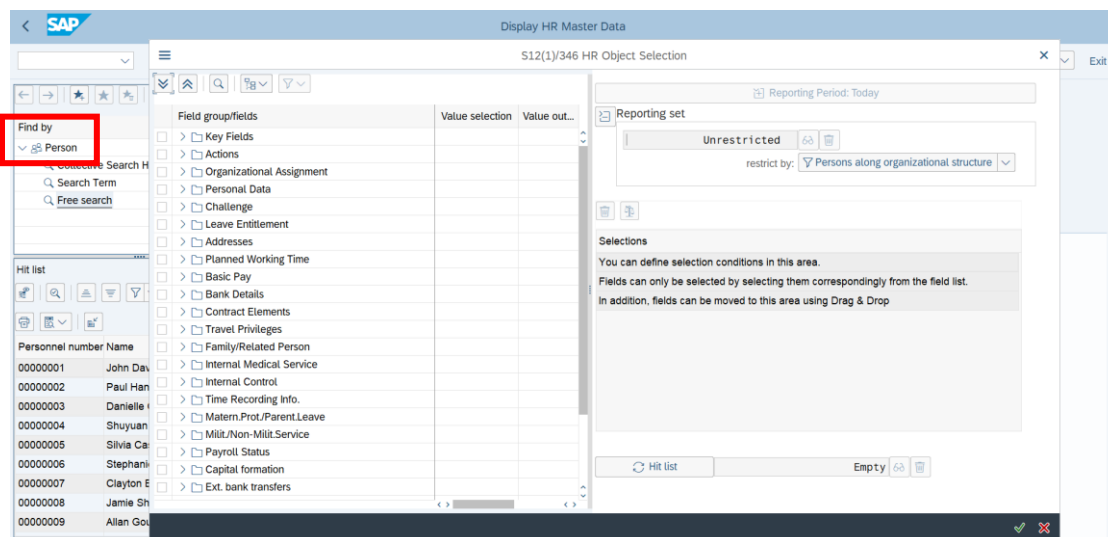 SAP
Display HR Master Data
Exit
S12(1)/346 HR Object Selection
Find by
Person
Collective Search H
Search Term
Free search
Hit list
Personnel number Name
00000001 John Dav
00000002 Paul Han
00000003 Danielle
00000004 Shuyuan
00000005 Silvia Ca
00000006 Stephani
00000007 Clayton E
00000008 Jamie Sh
00000009 Allan Gou
Field group/fields Value selection Value out...
Key Fields
Actions
Organizational Assignment
Personal Data
Challenge
Leave Entitlement
Addresses
Planned Working Time
Basic Pay
Bank Details
Contract Elements
Travel Privileges
Family/Related Person
Internal Medical Service
Internal Control
Time Recording Info.
Matern.Prot./Parent.Leave
Milit./Non-Milit.Service
Payroll Status
Capital formation
Ext. bank transfers
Reporting Period: Today
Reporting set
Unrestricted
restrict by: Persons along organizational structure
Selections
You can define selection conditions in this area.
Fields can only be selected by selecting them correspondingly from the field list.
In addition, fields can be moved to this area using Drag & Drop
Hit list Empty